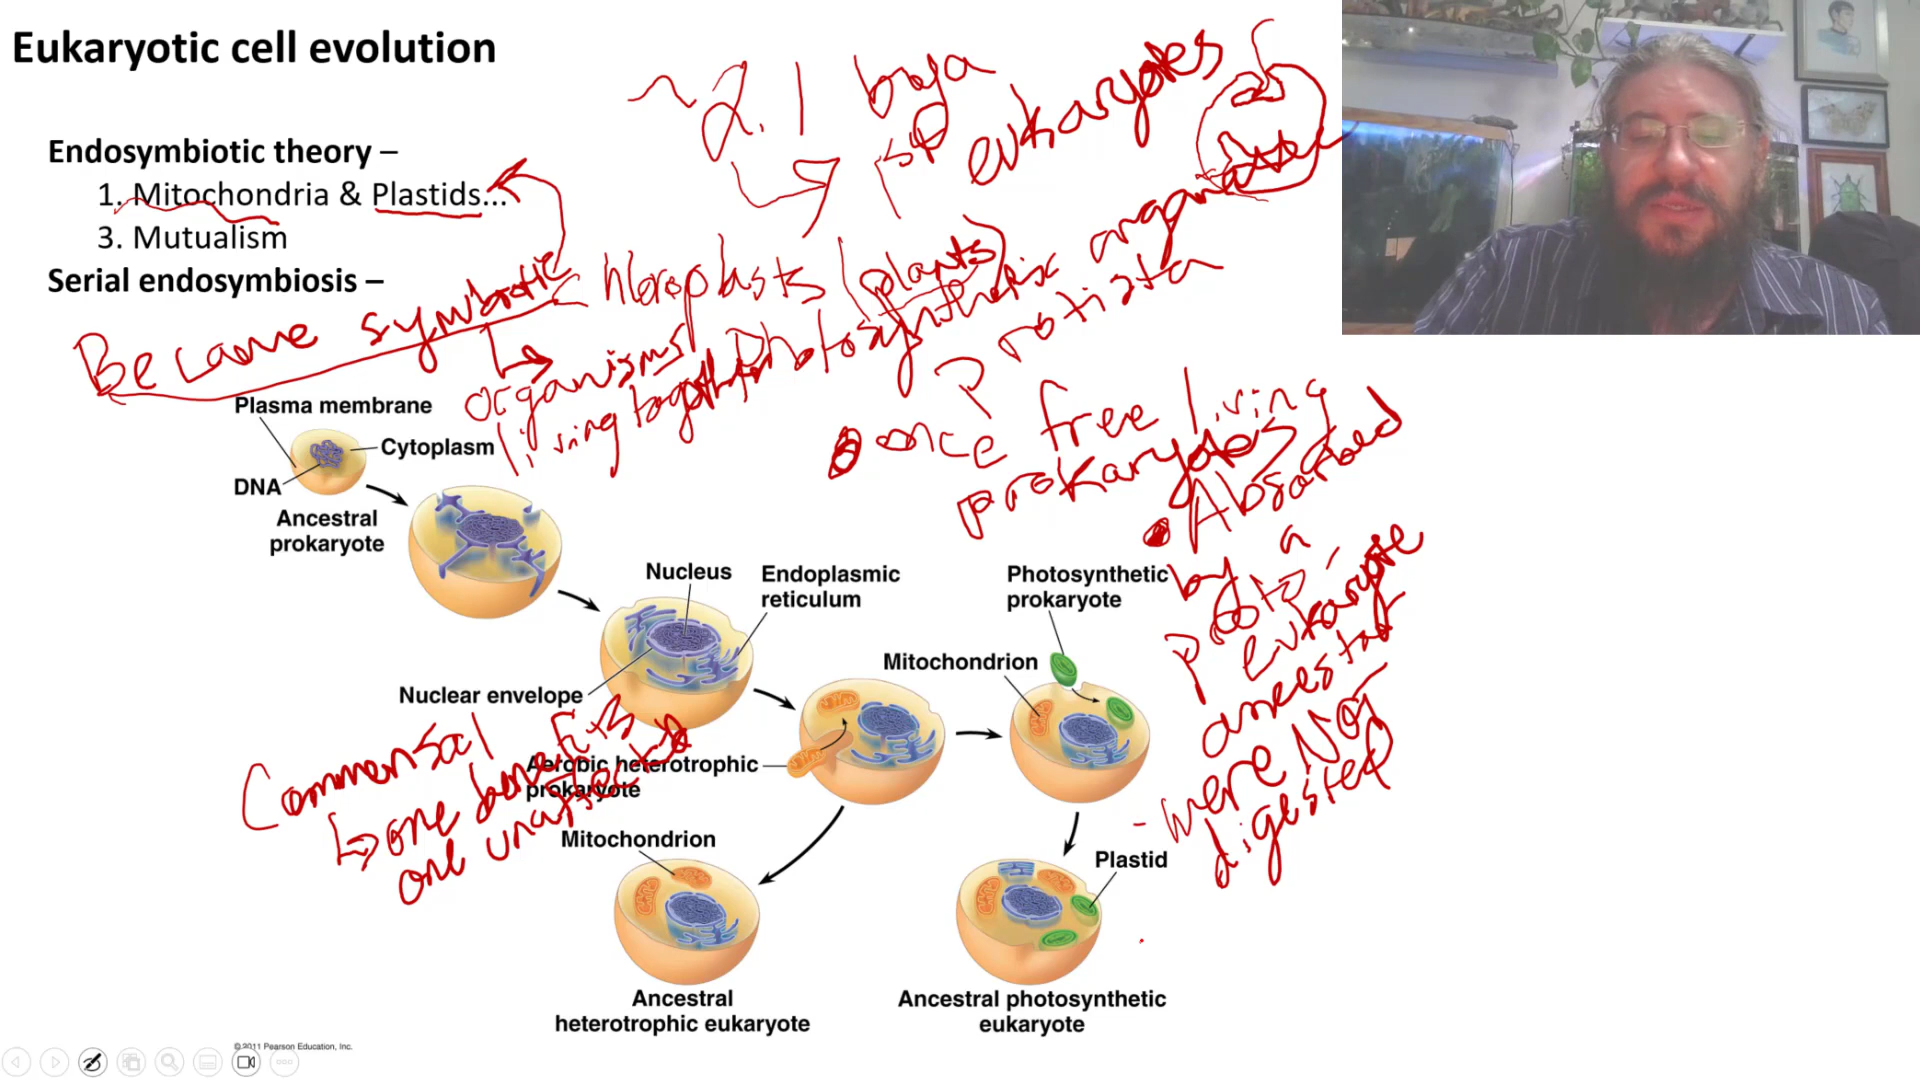 Eukaryotic cell evolution
~2.1 bya
1st eukaryotes
Endosymbiotic theory –
1. Mitochondria & Plastids...
3. Mutualism
Serial endosymbiosis –
Chloroplasts (plants)
photosynthesis
Protista
Became symbiotic
organisms
living together
• once free living
prokaryotes
• Absorbed
by a
proto-
eukaryote
ancestor
- were NOT
digested
Commensal
one benefits
one unaffected
Plasma membrane
Cytoplasm
DNA
Ancestral
prokaryote
Nucleus
Endoplasmic
reticulum
Nuclear envelope
Photosynthetic
prokaryote
Mitochondrion
Aerobic heterotrophic
prokaryote
Mitochondrion
Plastid
Ancestral
heterotrophic eukaryote
Ancestral photosynthetic
eukaryote
©2011 Pearson Education, Inc.